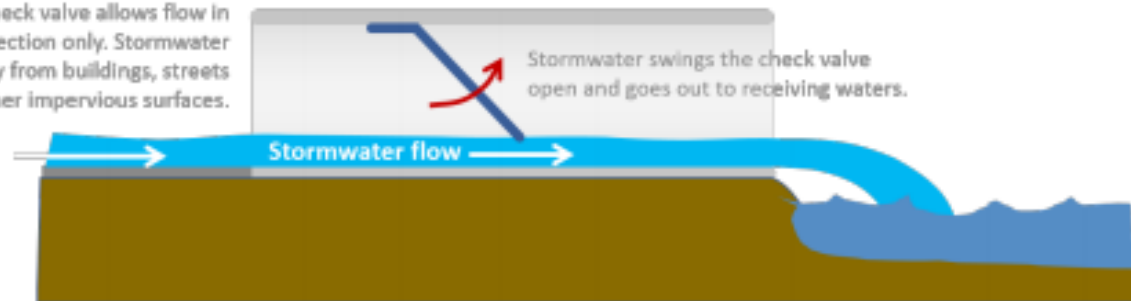 eck valve allows flow in
ection only. Stormwater
y from buildings, streets
er impervious surfaces.
Stormwater swings the check valve
open and goes out to receiving waters.
Stormwater flow